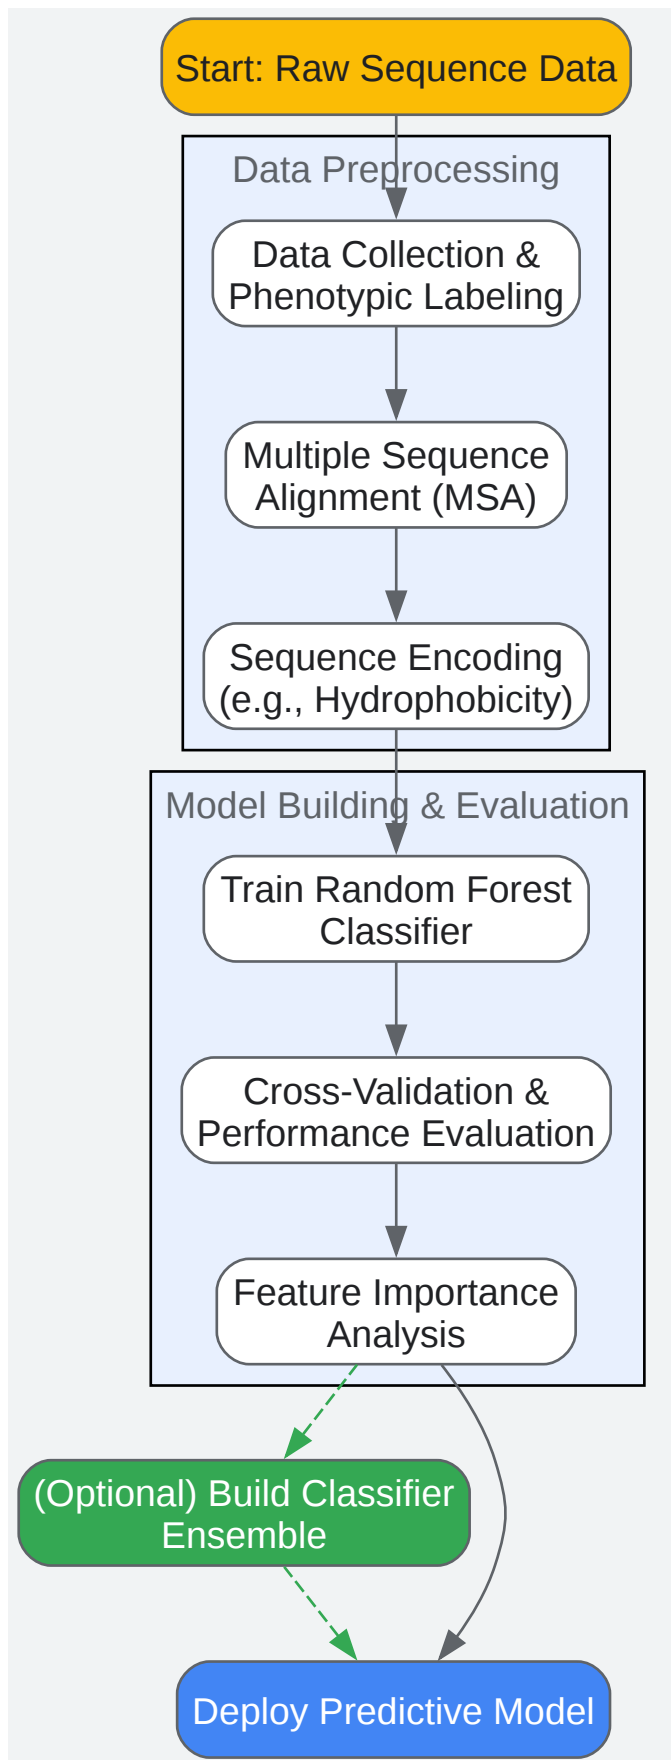 Start: Raw Sequence Data
Data Preprocessing
Data Collection &
Phenotypic Labeling
Multiple Sequence
Alignment (MSA)
Sequence Encoding
(e.g., Hydrophobicity)
Model Building & Evaluation
Train Random Forest
Classifier
Cross-Validation &
Performance Evaluation
Feature Importance
Analysis
(Optional) Build Classifier
Ensemble
Deploy Predictive Model